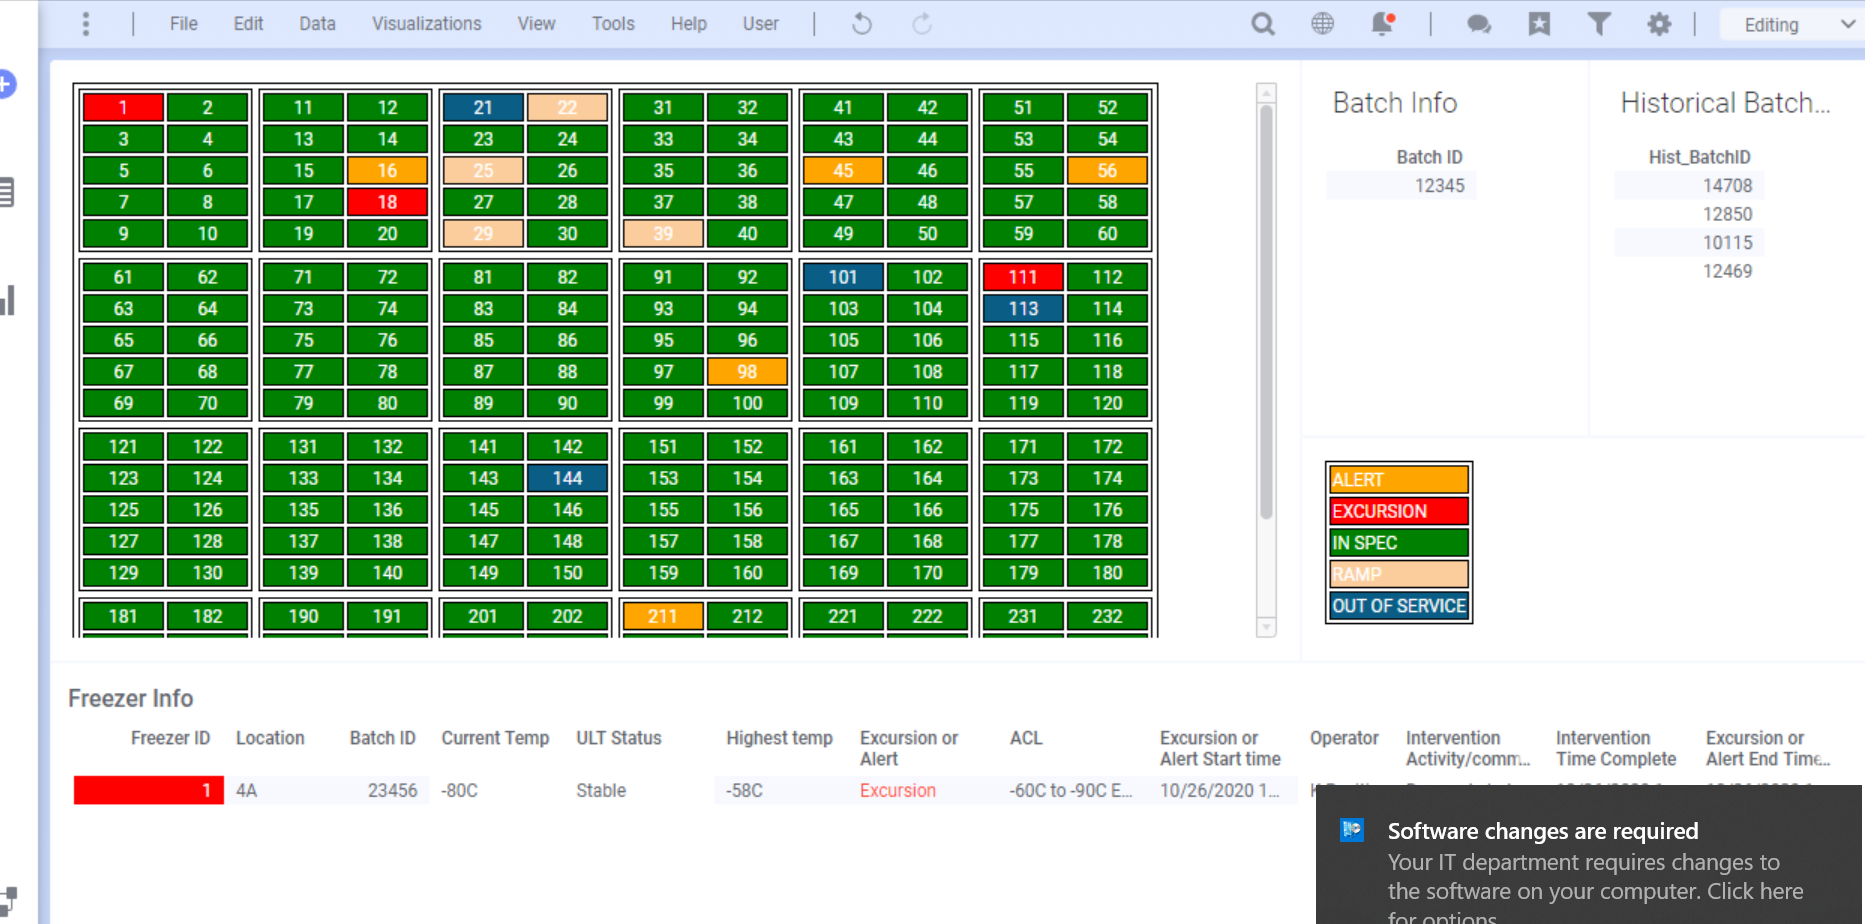 File Edit Data Visualizations View Tools Help User Editing
1 2 11 12 21 22 31 32 41 42 51 52
3 4 13 14 23 24 33 34 43 44 53 54
5 6 15 16 25 26 35 36 45 46 55 56
7 8 17 18 27 28 37 38 47 48 57 58
9 10 19 20 29 30 39 40 49 50 59 60
61 62 71 72 81 82 91 92 101 102 111 112
63 64 73 74 83 84 93 94 103 104 113 114
65 66 75 76 85 86 95 96 105 106 115 116
67 68 77 78 87 88 97 98 107 108 117 118
69 70 79 80 89 90 99 100 109 110 119 120
121 122 131 132 141 142 151 152 161 162 171 172
123 124 133 134 143 144 153 154 163 164 173 174
125 126 135 136 145 146 155 156 165 166 175 176
127 128 137 138 147 148 157 158 167 168 177 178
129 130 139 140 149 150 159 160 169 170 179 180
181 182 190 191 201 202 211 212 221 222 231 232
Batch Info
Batch ID
12345
Historical Batch...
Hist_BatchID
14708
12850
10115
12469
ALERT
EXCURSION
IN SPEC
RAMP
OUT OF SERVICE
Freezer Info
Freezer ID Location Batch ID Current Temp ULT Status Highest temp Excursion or ACL Excursion or Operator Intervention Intervention Excursion or
Alert Alert Start time Activity/comm... Time Complete Alert End Time...
1 4A 23456 -80C Stable -58C Excursion -60C to -90C E... 10/26/2020 1...
Software changes are required
Your IT department requires changes to
the software on your computer. Click here
for options